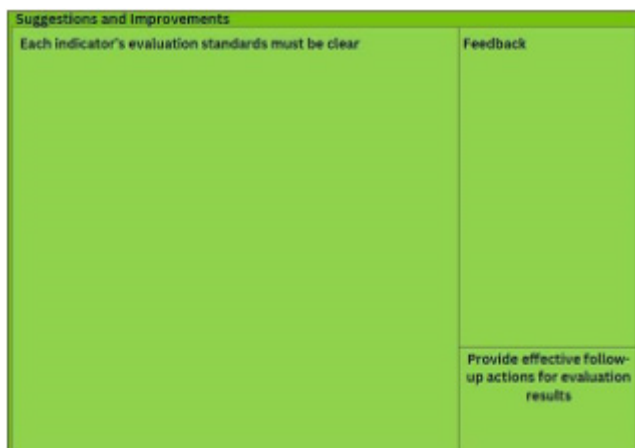 Suggestions and Improvements
Each indicator's evaluation standards must be clear
Feedback
Provide effective follow-
up actions for evaluation
results